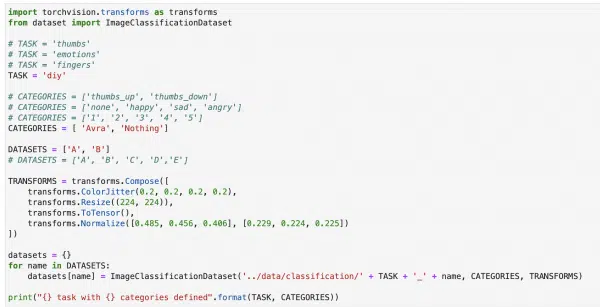 import torchvision.transforms as transforms
from dataset import ImageClassificationDataset

# TASK = 'thumbs'
# TASK = 'emotions'
# TASK = 'fingers'
TASK = 'diy'

# CATEGORIES = ['thumbs_up', 'thumbs_down']
# CATEGORIES = ['none', 'happy', 'sad', 'angry']
# CATEGORIES = ['1', '2', '3', '4', '5']
CATEGORIES = [ 'Avra', 'Nothing']

DATASETS = ['A', 'B']
# DATASETS = ['A', 'B', 'C', 'D','E']

TRANSFORMS = transforms.Compose([
    transforms.ColorJitter(0.2, 0.2, 0.2, 0.2),
    transforms.Resize((224, 224)),
    transforms.ToTensor(),
    transforms.Normalize([0.485, 0.456, 0.406], [0.229, 0.224, 0.225])
])

datasets = {}
for name in DATASETS:
    datasets[name] = ImageClassificationDataset('../data/classification/' + TASK + '_' + name, CATEGORIES, TRANSFORMS)

print("{} task with {} categories defined".format(TASK, CATEGORIES))